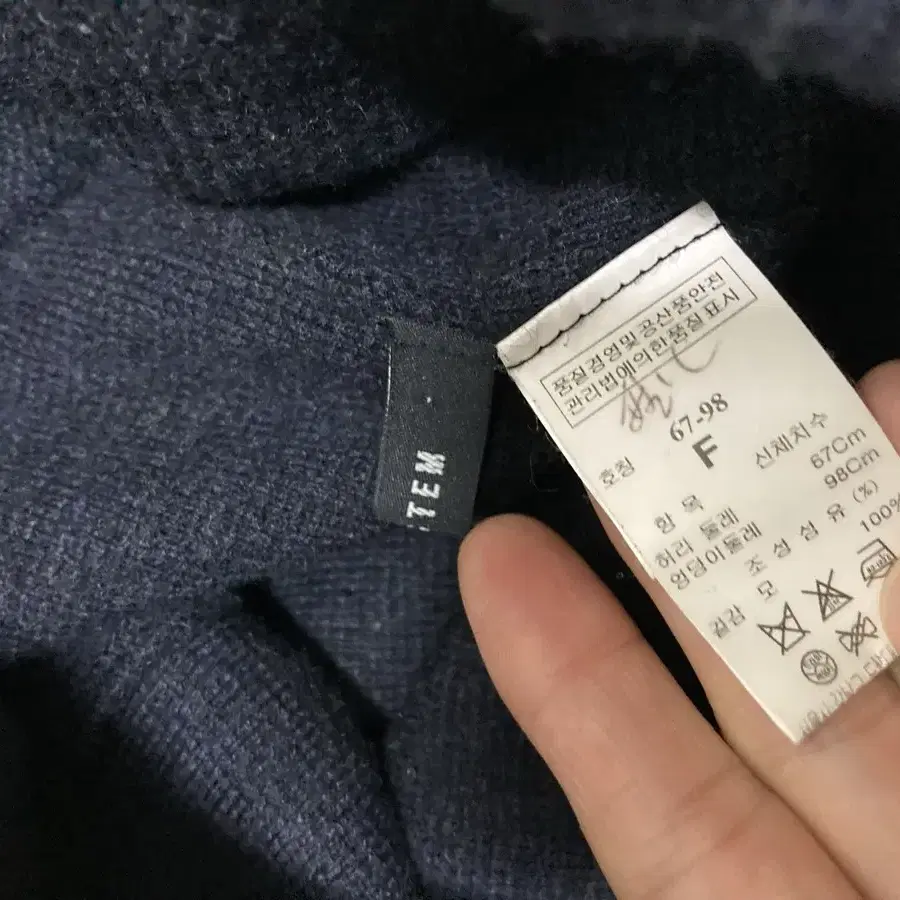 품질경영및공산품안전
관리법에의한품질표시
67-98
호칭 F
항 목 신체치수
허리 둘레 67Cm
엉덩이둘레 98Cm
조 성 섬 유 (%)
겉감 모 100%
TEM